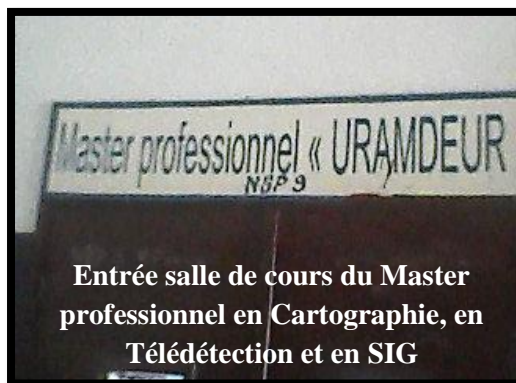 Master professionnel « URAMDEUR
NSP 9
Entrée salle de cours du Master
professionnel en Cartographie, en
Télédétection et en SIG